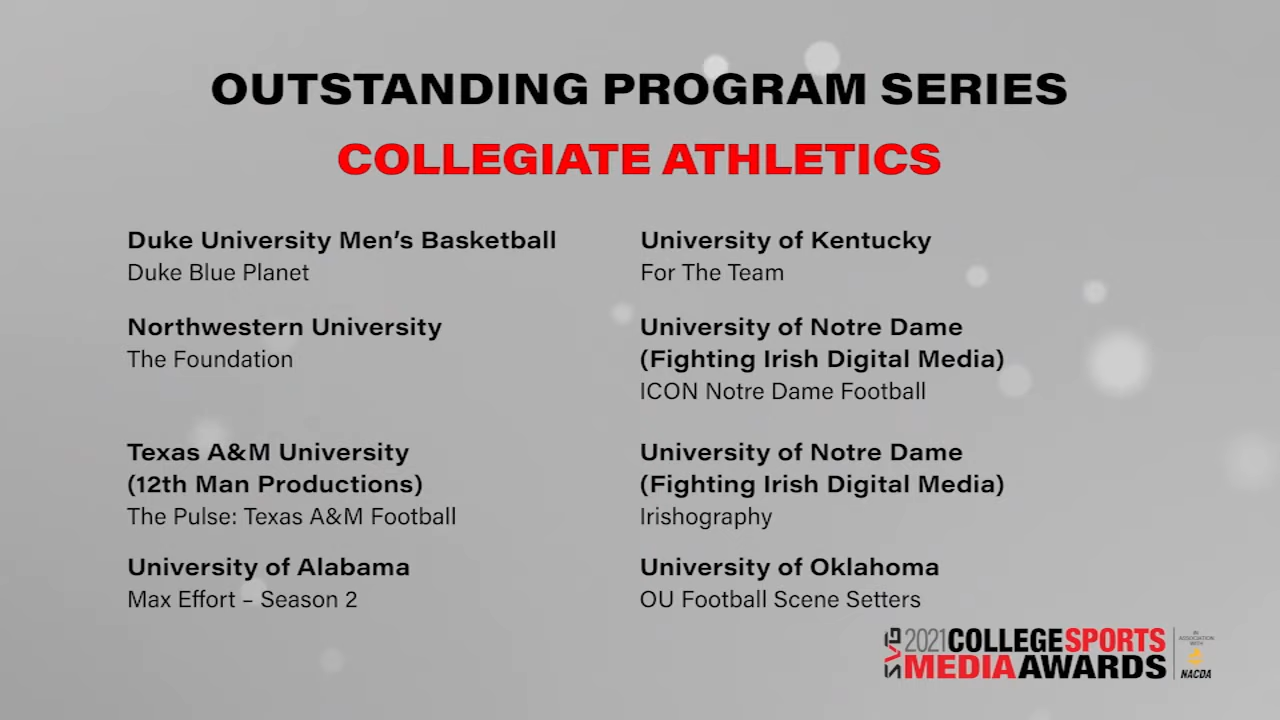 OUTSTANDING PROGRAM SERIES
COLLEGIATE ATHLETICS
Duke University Men’s Basketball
Duke Blue Planet
Northwestern University
The Foundation
Texas A&M University
(12th Man Productions)
The Pulse: Texas A&M Football
University of Alabama
Max Effort – Season 2
University of Kentucky
For The Team
University of Notre Dame
(Fighting Irish Digital Media)
ICON Notre Dame Football
University of Notre Dame
(Fighting Irish Digital Media)
Irishography
University of Oklahoma
OU Football Scene Setters
SVG
2021 COLLEGE SPORTS
MEDIA AWARDS
IN
ASSOCIATION
WITH
NACDA